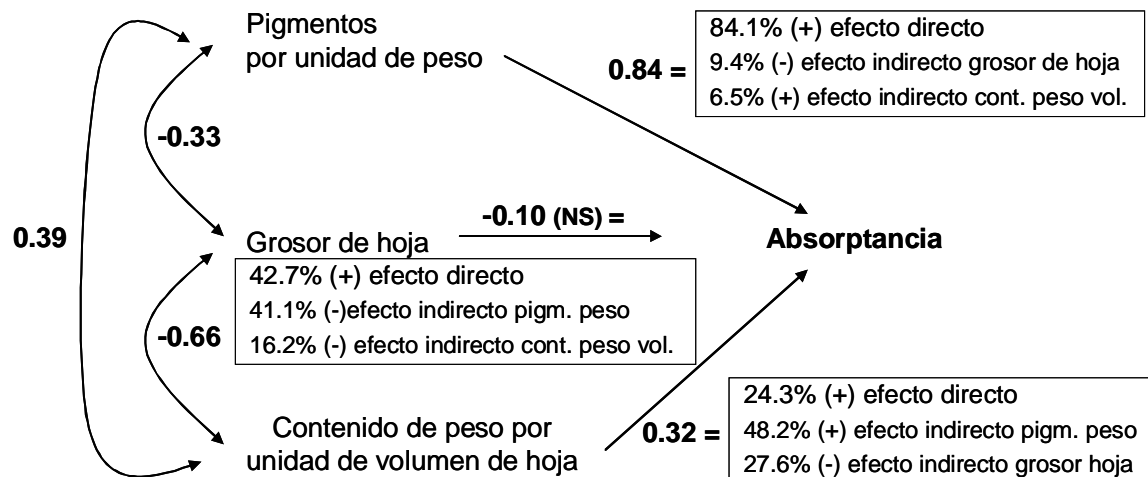 Pigmentos
por unidad de peso
0.84 =
84.1% (+) efecto directo
9.4% (-) efecto indirecto grosor de hoja
6.5% (+) efecto indirecto cont. peso vol.
-0.33
0.39
-0.10 (NS) =
Grosor de hoja
Absorptancia
42.7% (+) efecto directo
41.1% (-)efecto indirecto pigm. peso
16.2% (-) efecto indirecto cont. peso vol.
-0.66
Contenido de peso por
unidad de volumen de hoja
0.32 =
24.3% (+) efecto directo
48.2% (+) efecto indirecto pigm. peso
27.6% (-) efecto indirecto grosor hoja